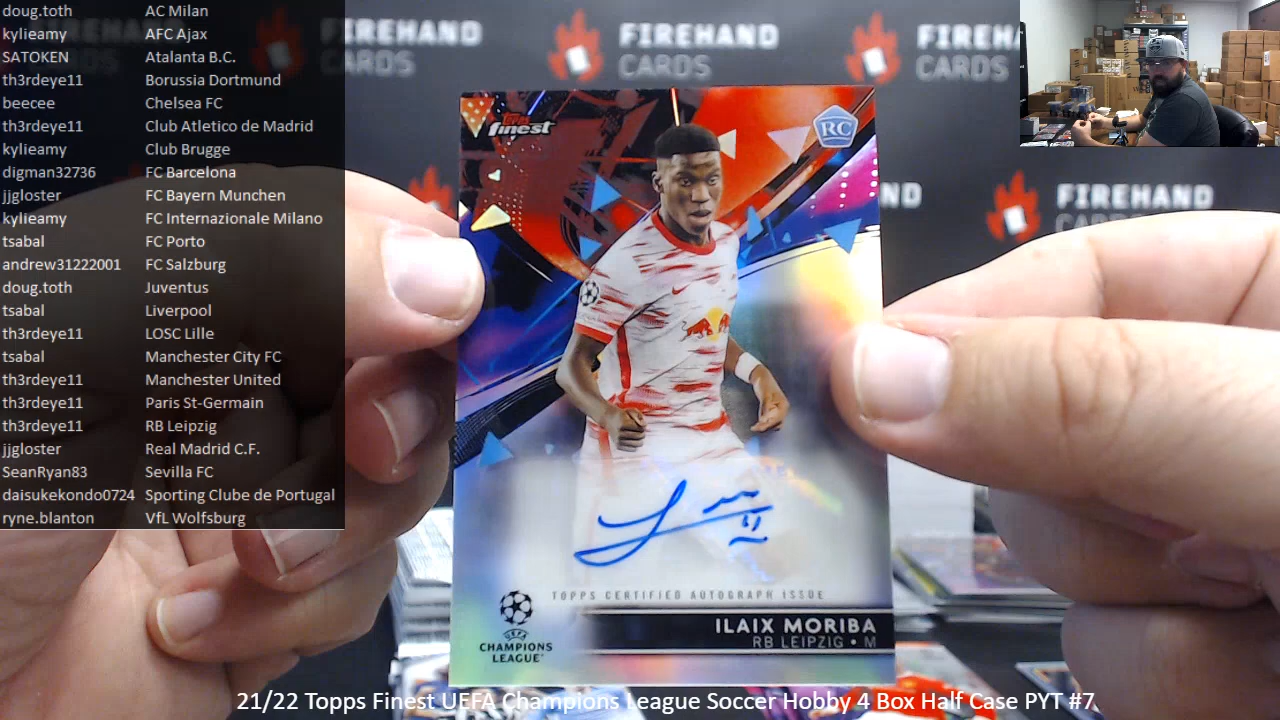 doug.toth AC Milan
kylieamy AFC Ajax
SATOKEN Atalanta B.C.
th3rdeye11 Borussia Dortmund
beecee Chelsea FC
th3rdeye11 Club Atletico de Madrid
kylieamy Club Brugge
digman32736 FC Barcelona
jjgloster FC Bayern Munchen
kylieamy FC Internazionale Milano
tsabal FC Porto
andrew31222001 FC Salzburg
doug.toth Juventus
tsabal Liverpool
th3rdeye11 LOSC Lille
tsabal Manchester City FC
th3rdeye11 Manchester United
th3rdeye11 Paris St-Germain
th3rdeye11 RB Leipzig
jjgloster Real Madrid C.F.
SeanRyan83 Sevilla FC
daisukekondo0724 Sporting Clube de Portugal
ryne.blanton VfL Wolfsburg
FIREHAND
CARDS
FIREHAND
CARDS
FIREH
CARDS
ND
FIREHAND
CARDS
Topps
finest
RC
11
TOPPS CERTIFIED AUTOGRAPH ISSUE
ILAIX MORIBA
RB LEIPZIG • M
UEFA
CHAMPIONS
LEAGUE
21/22 Topps Finest UEFA Champions League Soccer Hobby 4 Box Half Case PYT #7